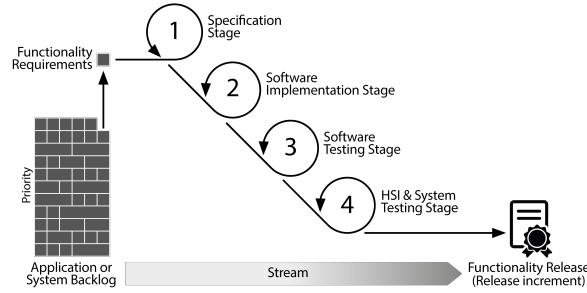 1
Specification
Stage
Functionality
Requirements
2
Software
Implementation Stage
3
Software
Testing Stage
Priority
4
HSI & System
Testing Stage
Application or
System Backlog
Stream
Functionality Release
(Release increment)